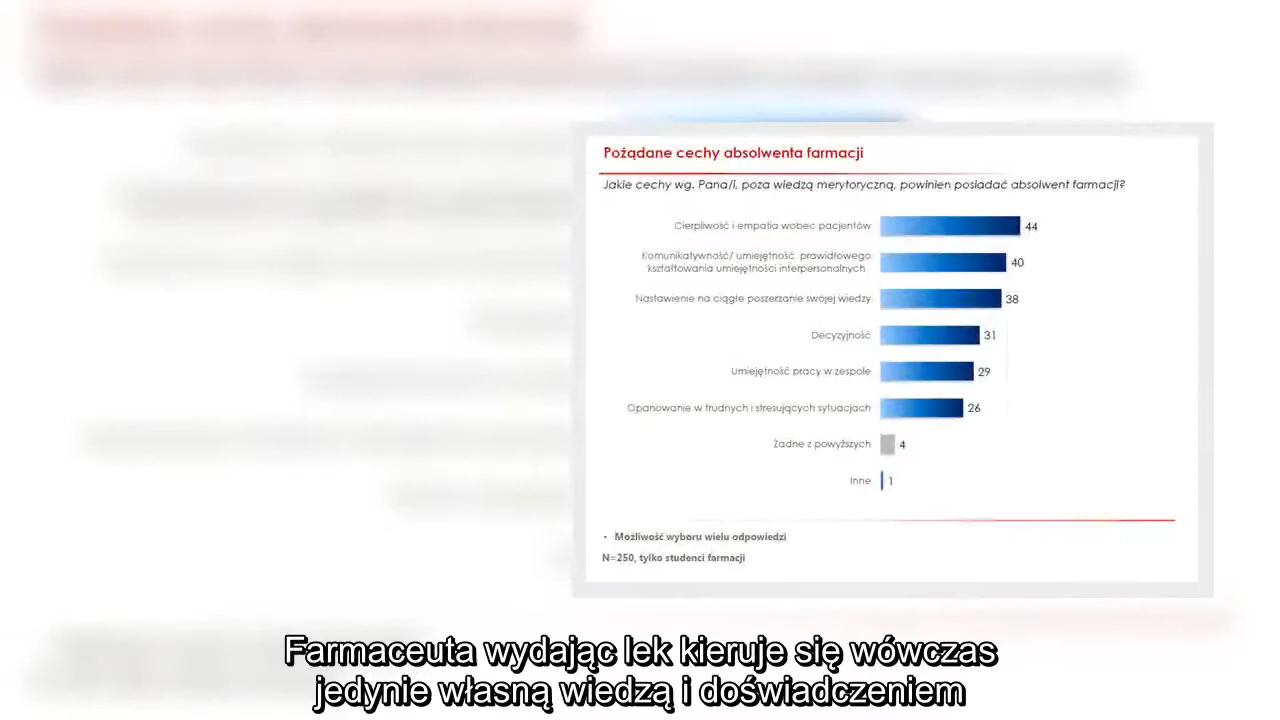 Pożądane cechy absolwenta farmacji
Jakie cechy wg. Pana/i, poza wiedzą merytoryczną, powinien posiadać absolwent farmacji?
Cierpliwość i empatia wobec pacjentów 44
Komunikatywność/ umiejętność prawidłowego
kształtowania umiejętności interpersonalnych 40
Nastawienie na ciągłe poszerzanie swojej wiedzy 38
Decyzyjność 31
Umiejętność pracy w zespole 29
Opanowanie w trudnych i stresujących sytuacjach 26
Żadne z powyższych 4
Inne 1
• Możliwość wyboru wielu odpowiedzi
N=250, tylko studenci farmacji
Farmaceuta wydając lek kieruje się wówczas
jedynie własną wiedzą i doświadczeniem